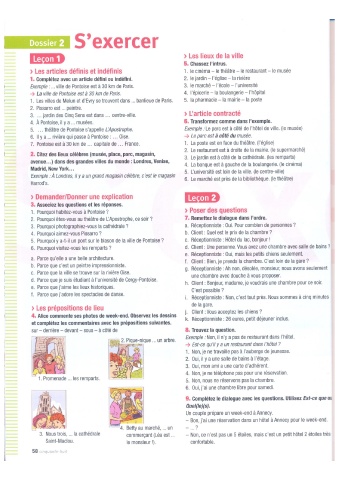 Dossier 2
S'exercer
Leçon 1
> Les articles définis et indéfinis
1. Complétez avec un article défini ou indéfini.
Exemple : ... ville de Pontoise est à 30 km de Paris.
→ La ville de Pontoise est à 30 km de Paris.
1. Les villes de Melun et d'Evry se trouvent dans ... banlieue de Paris.
2. Pissarro est ... peintre.
3. ... jardin des Cinq Sens est dans ... centre-ville.
4. À Pontoise, il y a ... musées.
5. ... théâtre de Pontoise s'appelle L'Apostrophe.
6. Il y a ... rivière qui passe à Pontoise : ... Oise.
7. Pontoise est à 30 km de ... capitale de ... France.
2. Citez des lieux célèbres (musée, place, parc, magasin,
avenue...) dans des grandes villes du monde : Londres, Venise,
Madrid, New York...
Exemple : À Londres, il y a un grand magasin célèbre, c'est le magasin
Harrod's.
> Demander/Donner une explication
3. Associez les questions et les réponses.
1. Pourquoi habitez-vous à Pontoise ?
2. Pourquoi êtes-vous au théâtre de L'Apostrophe, ce soir ?
3. Pourquoi photographiez-vous la cathédrale ?
4. Pourquoi aimez-vous Pissarro ?
5. Pourquoi y a-t-il un pont sur le blason de la ville de Pontoise ?
6. Pourquoi visitez-vous les remparts ?
a. Parce qu'elle a une belle architecture.
b. Parce que c'est un peintre impressionniste.
c. Parce que la ville se trouve sur la rivière Oise.
d. Parce que je suis étudiant à l'université de Cergy-Pontoise.
e. Parce que j'aime les lieux historiques.
f. Parce que j'adore les spectacles de danse.
> Les prépositions de lieu
4. Alice commente ses photos de week-end. Observez les dessins
et complétez les commentaires avec les prépositions suivantes.
sur – derrière – devant – sous – à côté de
1. Promenade ... les remparts.
2. Pique-nique ... un arbre.
3. Nous trois, ... la cathédrale
Saint-Maclou.
4. Betty au marché, ... un
commerçant (Léa est ...
le monsieur !).
50
> Les lieux de la ville
5. Chassez l'intrus.
1. le cinéma – le théâtre – le restaurant – le musée
2. le jardin – l'église – la rivière
3. le marché – l'école – l'université
4. l'épicerie – la boulangerie – l'hôpital
5. la pharmacie – la mairie – la poste
> L'article contracté
6. Transformez comme dans l'exemple.
Exemple : Le parc est à côté de l'hôtel de ville. (le musée)
→ Le parc est à côté du musée.
1. La poste est en face du théâtre. (l'église)
2. Le restaurant est à droite de la mairie. (le supermarché)
3. Le jardin est à côté de la cathédrale. (les remparts)
4. La banque est à gauche de la boulangerie. (le cinéma)
5. L'université est loin de la ville. (le centre-ville)
6. Le marché est près de la bibliothèque. (le théâtre)
Leçon 2
> Poser des questions
7. Remettez le dialogue dans l'ordre.
a. Réceptionniste : Oui. Pour combien de personnes ?
b. Client : Quel est le prix de la chambre ?
c. Réceptionniste : Hôtel du lac, bonjour !
d. Client : Une personne. Vous avez une chambre avec salle de bains ?
e. Réceptionniste : Oui, mais les petits chiens seulement.
f. Client : Bien, je prends la chambre. C'est loin de la gare ?
g. Réceptionniste : Ah non, désolée, monsieur, nous avons seulement
une chambre avec douche à 3 étages.
h. Client : Bonjour, madame, je voudrais une chambre pour ce soir.
C'est possible ?
i. Réceptionniste : Non, c'est tout près. Nous sommes à cinq minutes
de la gare.
j. Client : Vous acceptez les chiens ?
k. Réceptionniste : 26 euros, petit déjeuner inclus.
8. Trouvez la question.
Exemple : Non, il n'y a pas de restaurant dans l'hôtel.
→ Est-ce qu'il y a un restaurant dans l'hôtel ?
1. Non, je ne travaille pas à l'auberge de jeunesse.
2. Oui, il y a une salle de bains à l'étage.
3. Oui, mon ami a une carte d'adhérent.
4. Non, je ne téléphone pas pour une réservation.
5. Non, nous ne réservons pas la chambre.
6. Oui, j'ai une chambre libre pour samedi.
9. Complétez le dialogue avec les questions. Utilisez Est-ce que ou
Quel(le)(s).
Un couple prépare un week-end à Annecy.
– Bon, j'ai une réservation dans un hôtel à Annecy pour le week-end.
– ... ?
– Non, ce n'est pas un 5 étoiles, mais c'est un petit hôtel 2 étoiles très
confortable.